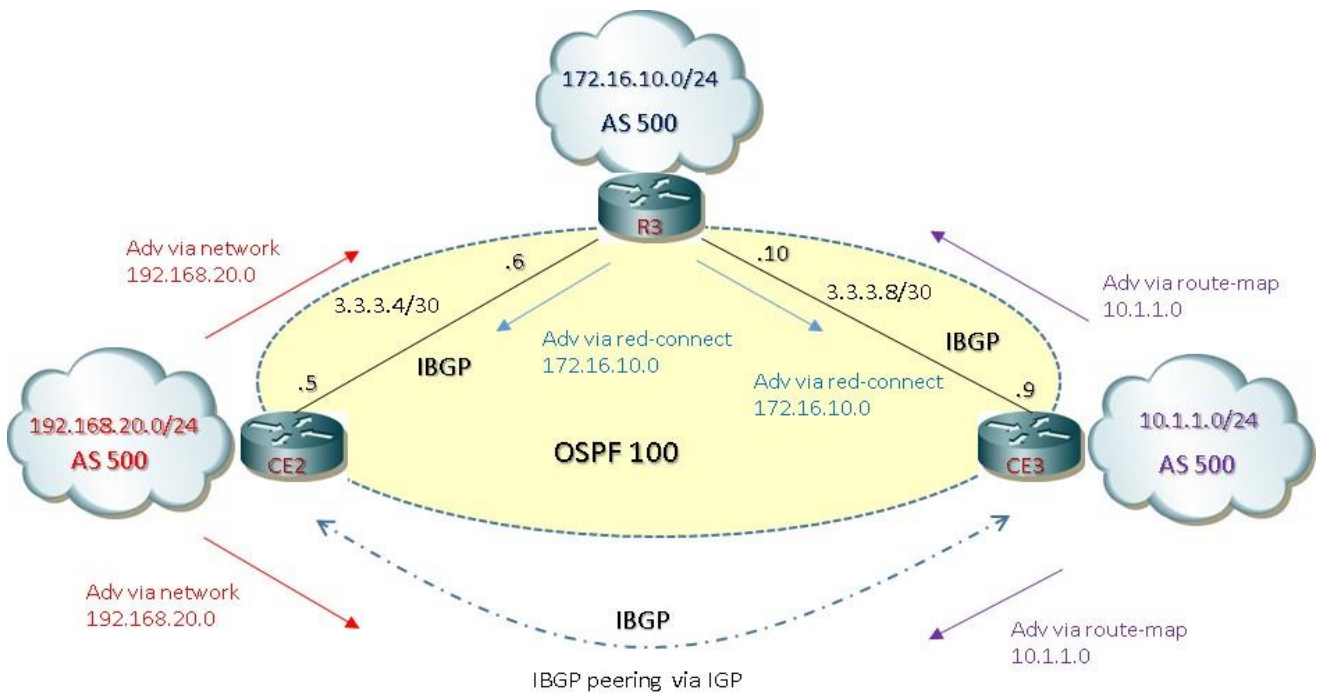 172.16.10.0/24
AS 500
R3
Adv via network
192.168.20.0
.6
.10
Adv via route-map
10.1.1.0
3.3.3.4/30
3.3.3.8/30
Adv via red-connect
172.16.10.0
IBGP
IBGP
Adv via red-connect
172.16.10.0
.5
.9
192.168.20.0/24
AS 500
CE2
OSPF 100
CE3
10.1.1.0/24
AS 500
Adv via network
192.168.20.0
IBGP
Adv via route-map
10.1.1.0
IBGP peering via IGP